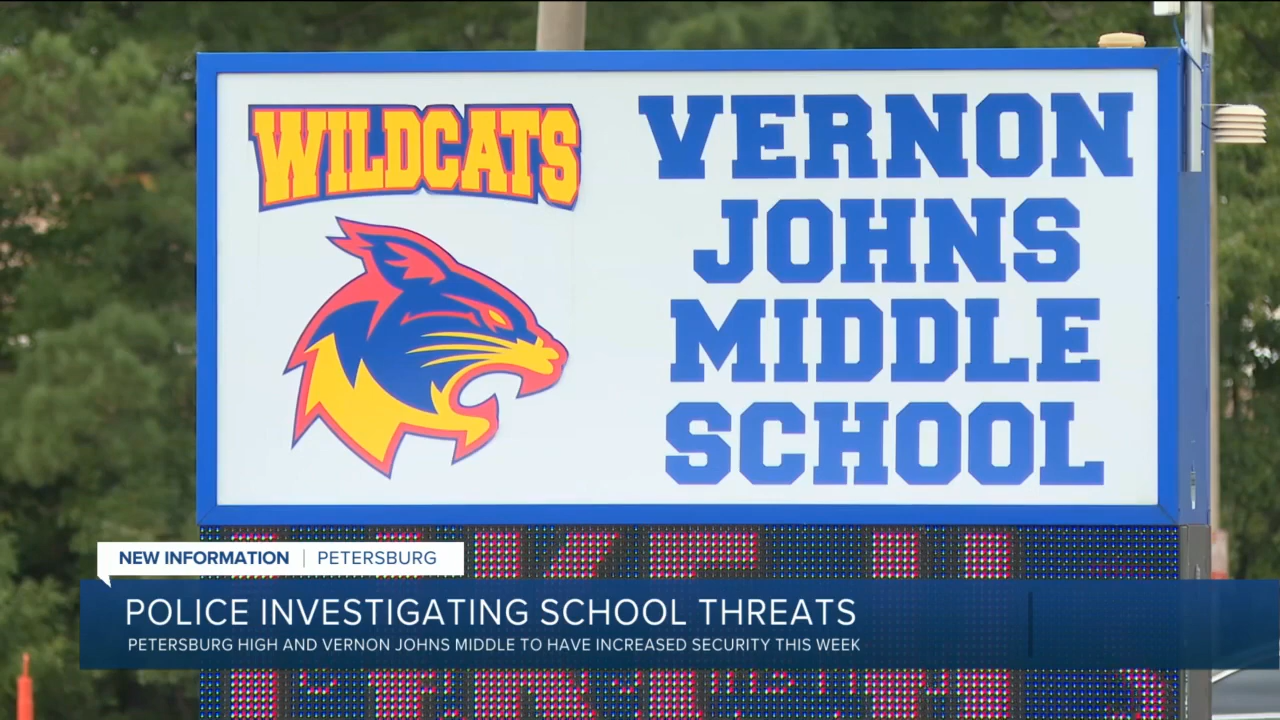 WILDCATS
VERNON
JOHNS
MIDDLE
SCHOOL
NEW INFORMATION | PETERSBURG
POLICE INVESTIGATING SCHOOL THREATS
PETERSBURG HIGH AND VERNON JOHNS MIDDLE TO HAVE INCREASED SECURITY THIS WEEK